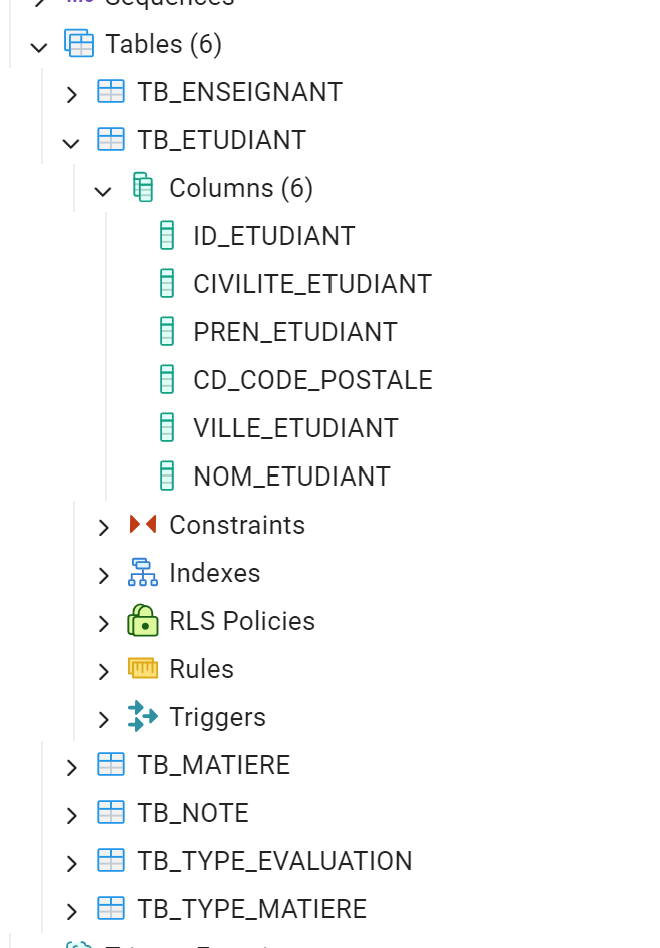 Sequences
Tables (6)
TB_ENSEIGNANT
TB_ETUDIANT
Columns (6)
ID_ETUDIANT
CIVILITE_ETUDIANT
PREN_ETUDIANT
CD_CODE_POSTALE
VILLE_ETUDIANT
NOM_ETUDIANT
Constraints
Indexes
RLS Policies
Rules
Triggers
TB_MATIERE
TB_NOTE
TB_TYPE_EVALUATION
TB_TYPE_MATIERE